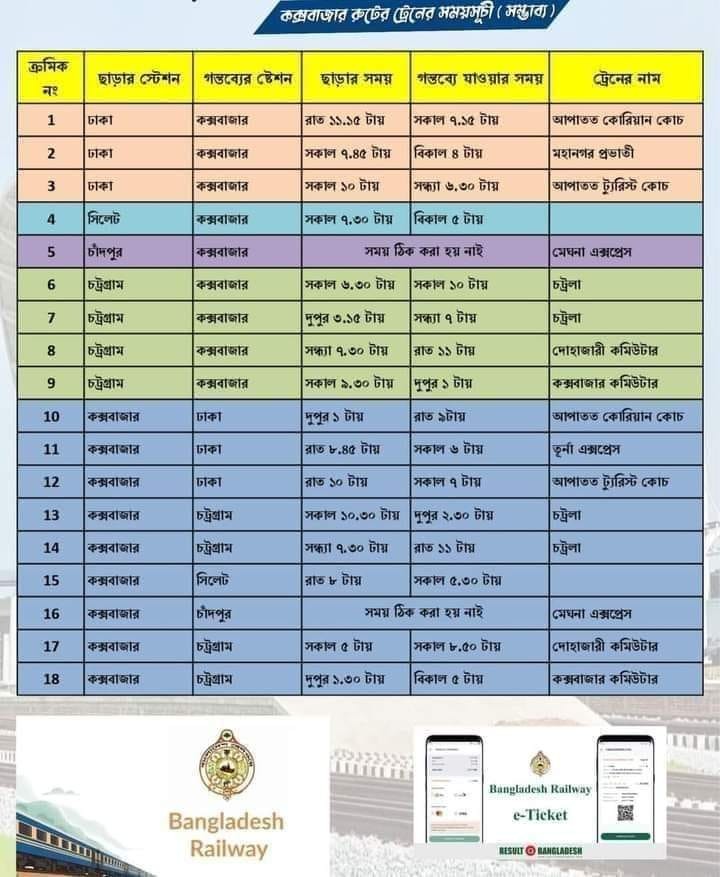 কক্সবাজার রুটের ট্রেনের সময়সূচী ( সম্ভাব্য )
ক্রমিক নং ছাড়ার স্টেশন গন্তব্যের ষ্টেশন ছাড়ার সময় গন্তব্যে যাওয়ার সময় ট্রেনের নাম
1 ঢাকা কক্সবাজার রাত ১১.১৫ টায় সকাল ৭.১৫ টায় আপাতত কোরিয়ান কোচ
2 ঢাকা কক্সবাজার সকাল ৭.৪৫ টায় বিকাল ৪ টায় মহানগর প্রভাতী
3 ঢাকা কক্সবাজার সকাল ১০ টায় সন্ধ্যা ৬.৩০ টায় আপাতত ট্যুরিস্ট কোচ
4 সিলেট কক্সবাজার সকাল ৭.৩০ টায় বিকাল ৫ টায়
5 চাঁদপুর কক্সবাজার সময় ঠিক করা হয় নাই মেঘনা এক্সপ্রেস
6 চট্রগ্রাম কক্সবাজার সকাল ৬.৩০ টায় সকাল ১০ টায় চট্রলা
7 চট্রগ্রাম কক্সবাজার দুপুর ৩.১৫ টায় সন্ধ্যা ৭ টায় চট্রলা
8 চট্রগ্রাম কক্সবাজার সন্ধ্যা ৭.৩০ টায় রাত ১১ টায় দোহাজারী কমিউটার
9 চট্রগ্রাম কক্সবাজার সকাল ৯.৩০ টায় দুপুর ১ টায় কক্সবাজার কমিউটার
10 কক্সবাজার ঢাকা দুপুর ১ টায় রাত ৯টায় আপাতত কোরিয়ান কোচ
11 কক্সবাজার ঢাকা রাত ৮.৪৫ টায় সকাল ৬ টায় তূর্না এক্সপ্রেস
12 কক্সবাজার ঢাকা রাত ১০ টায় সকাল ৭ টায় আপাতত ট্যুরিস্ট কোচ
13 কক্সবাজার চট্রগ্রাম সকাল ১০.৩০ টায় দুপুর ২.৩০ টায় চট্রলা
14 কক্সবাজার চট্রগ্রাম সন্ধ্যা ৭.৩০ টায় রাত ১১ টায় চট্রলা
15 কক্সবাজার সিলেট রাত ৮ টায় সকাল ৫.৩০ টায়
16 কক্সবাজার চাঁদপুর সময় ঠিক করা হয় নাই মেঘনা এক্সপ্রেস
17 কক্সবাজার চট্রগ্রাম সকাল ৫ টায় সকাল ৮.৫০ টায় দোহাজারী কমিউটার
18 কক্সবাজার চট্রগ্রাম দুপুর ১.৩০ টায় বিকাল ৫ টায় কক্সবাজার কমিউটার
Bangladesh
Railway
Bangladesh Railway
e-Ticket
RESULT BANGLADESH